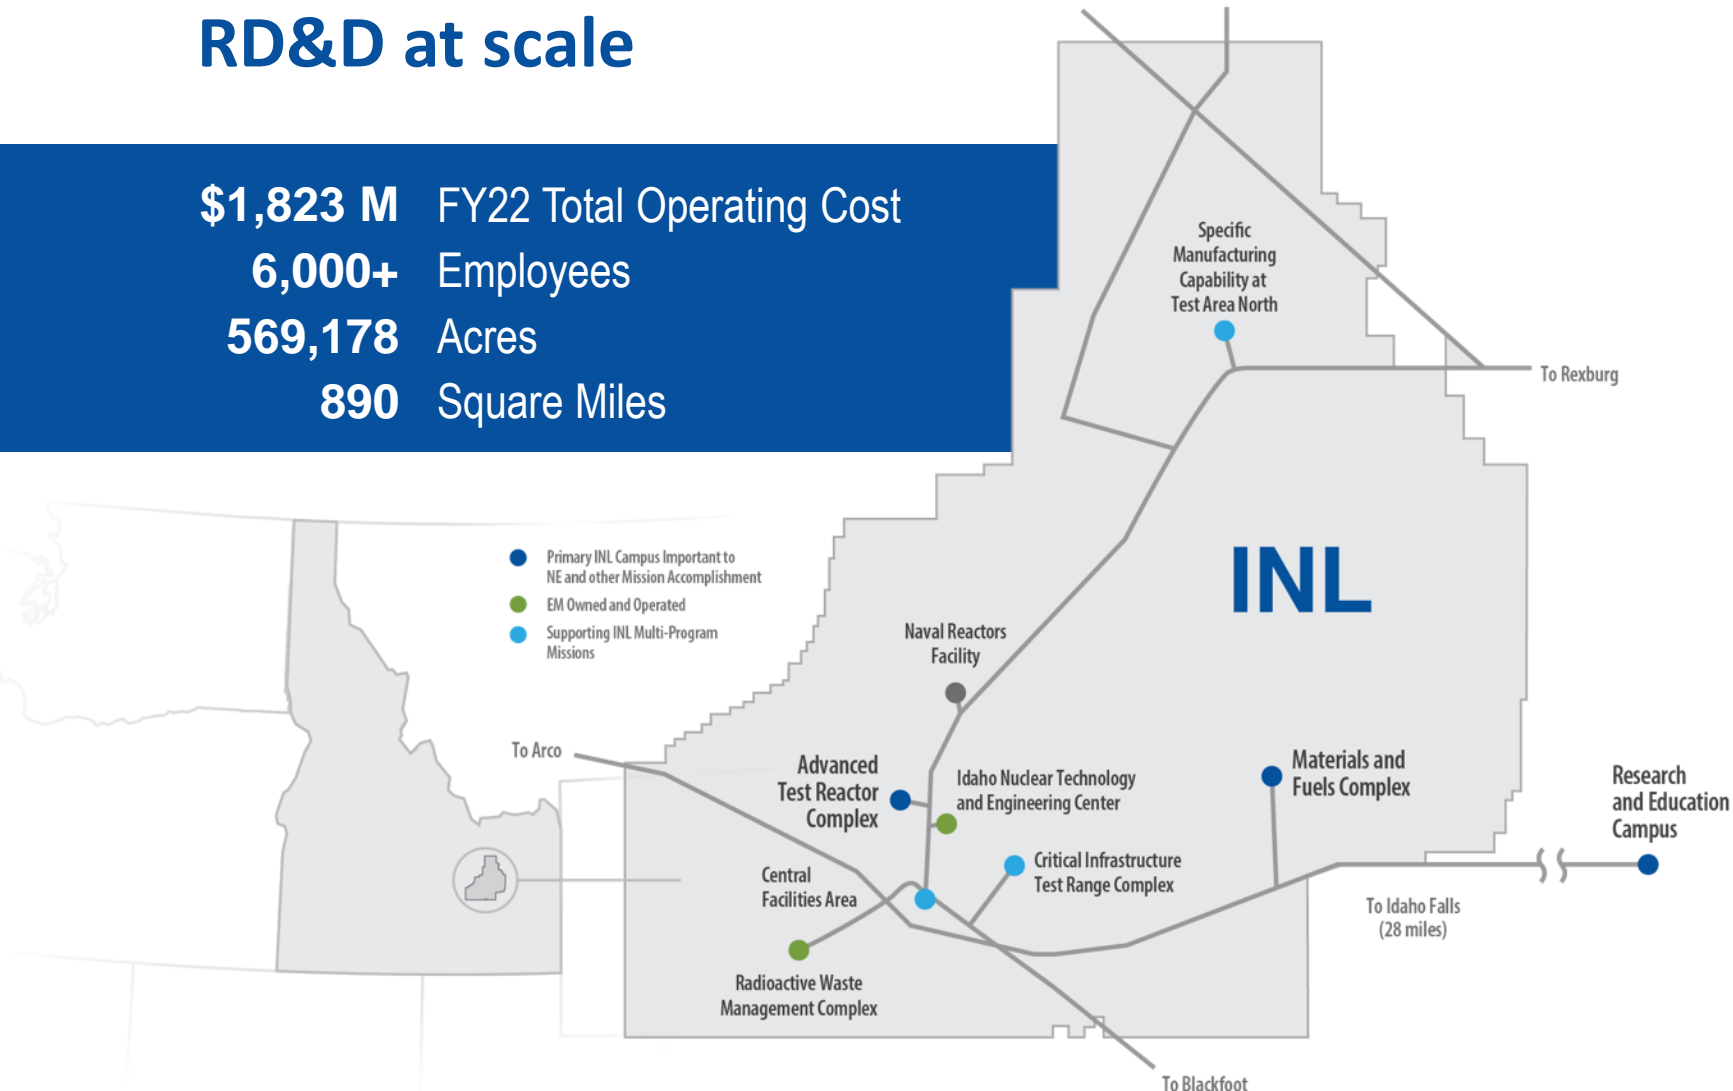 RD&D at scale
$1,823 M FY22 Total Operating Cost
6,000+ Employees
569,178 Acres
890 Square Miles
Specific
Manufacturing
Capability at
Test Area North
To Rexburg
INL
Primary INL Campus Important to
NE and other Mission Accomplishment
EM Owned and Operated
Supporting INL Multi-Program
Missions
Naval Reactors
Facility
To Arco
Advanced
Test Reactor
Complex
Idaho Nuclear Technology
and Engineering Center
Materials and
Fuels Complex
Research
and Education
Campus
Central
Facilities Area
Critical Infrastructure
Test Range Complex
To Idaho Falls
(28 miles)
Radioactive Waste
Management Complex
To Blackfoot